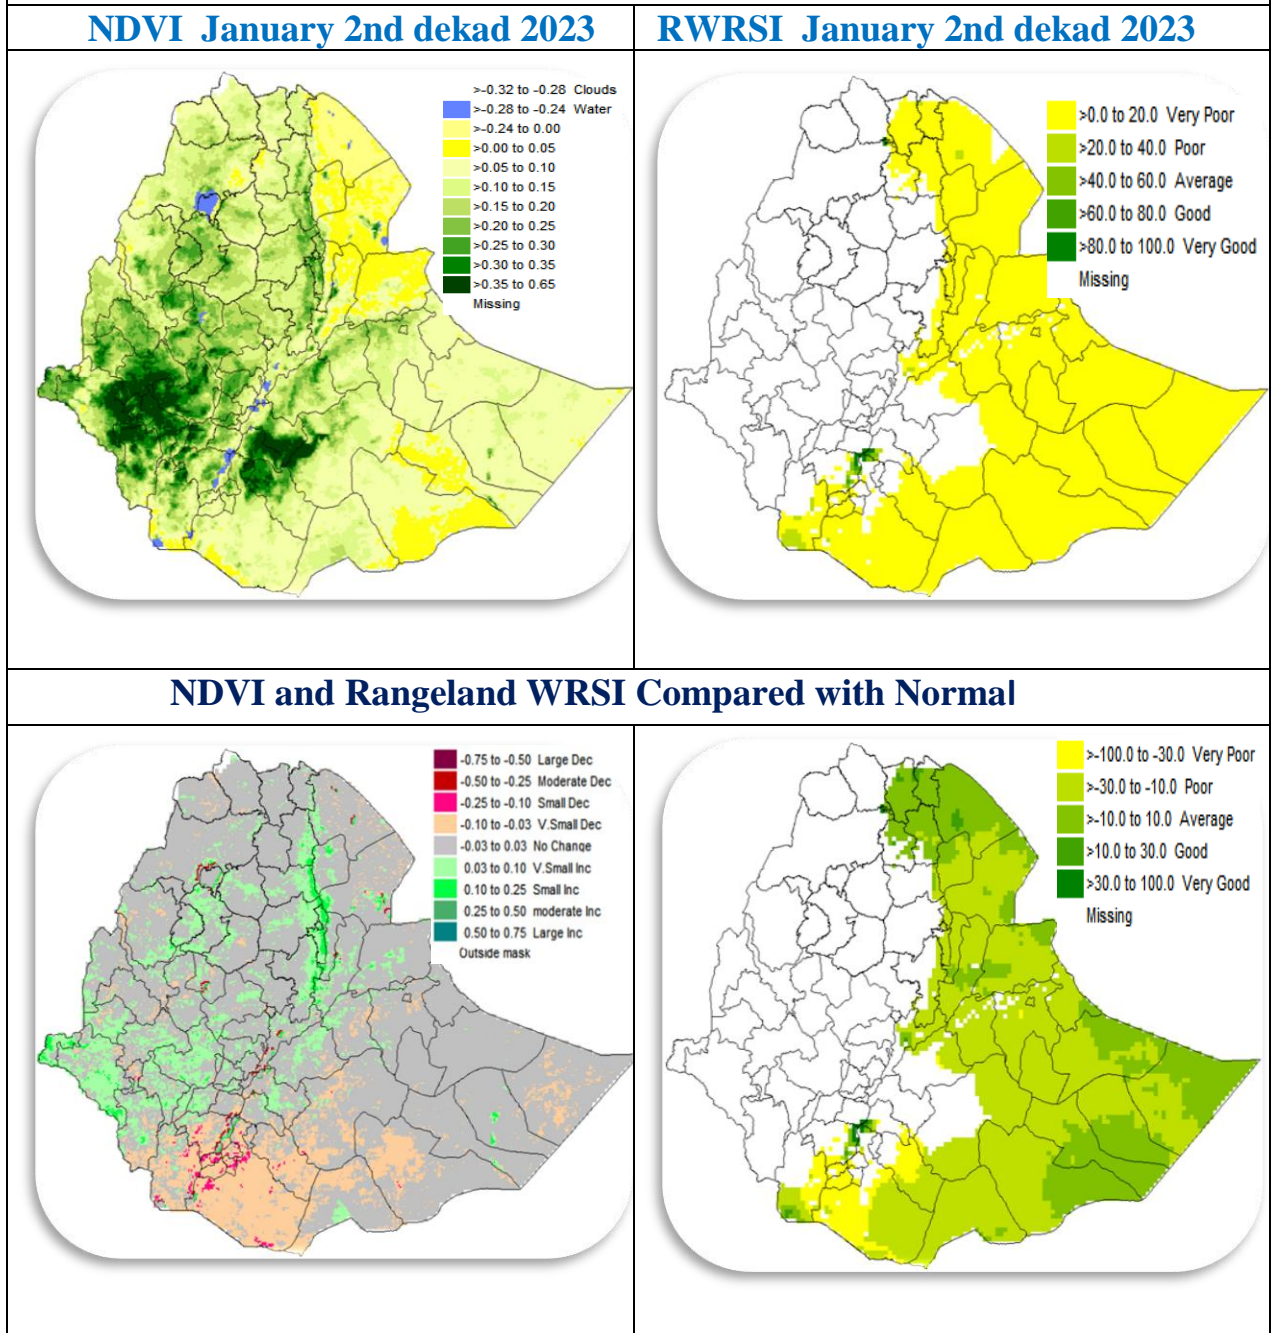 NDVI January 2nd dekad 2023
RWRSI January 2nd dekad 2023
>-0.32 to -0.28 Clouds
>-0.28 to -0.24 Water
>-0.24 to 0.00
>0.00 to 0.05
>0.05 to 0.10
>0.10 to 0.15
>0.15 to 0.20
>0.20 to 0.25
>0.25 to 0.30
>0.30 to 0.35
>0.35 to 0.65
Missing
>0.0 to 20.0 Very Poor
>20.0 to 40.0 Poor
>40.0 to 60.0 Average
>60.0 to 80.0 Good
>80.0 to 100.0 Very Good
Missing
NDVI and Rangeland WRSI Compared with Normal
-0.75 to -0.50 Large Dec
-0.50 to -0.25 Moderate Dec
-0.25 to -0.10 Small Dec
-0.10 to -0.03 V.Small Dec
-0.03 to 0.03 No Change
0.03 to 0.10 V.Small Inc
0.10 to 0.25 Small Inc
0.25 to 0.50 moderate Inc
0.50 to 0.75 Large Inc
Outside mask
>-100.0 to -30.0 Very Poor
>-30.0 to -10.0 Poor
>-10.0 to 10.0 Average
>10.0 to 30.0 Good
>30.0 to 100.0 Very Good
Missing